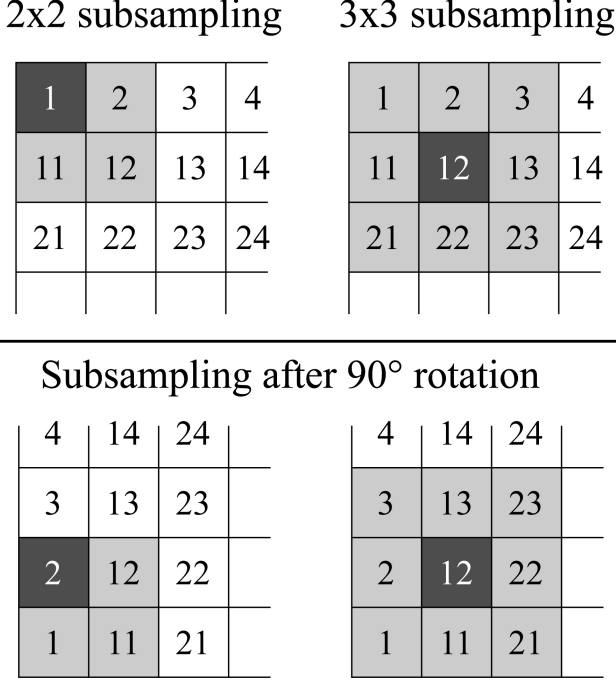 2x2 subsampling 3x3 subsampling
1 2 3 4 1 2 3 4
11 12 13 14 11 12 13 14
21 22 23 24 21 22 23 24
Subsampling after 90° rotation
4 14 24 4 14 24
3 13 23 3 13 23
2 12 22 2 12 22
1 11 21 1 11 21